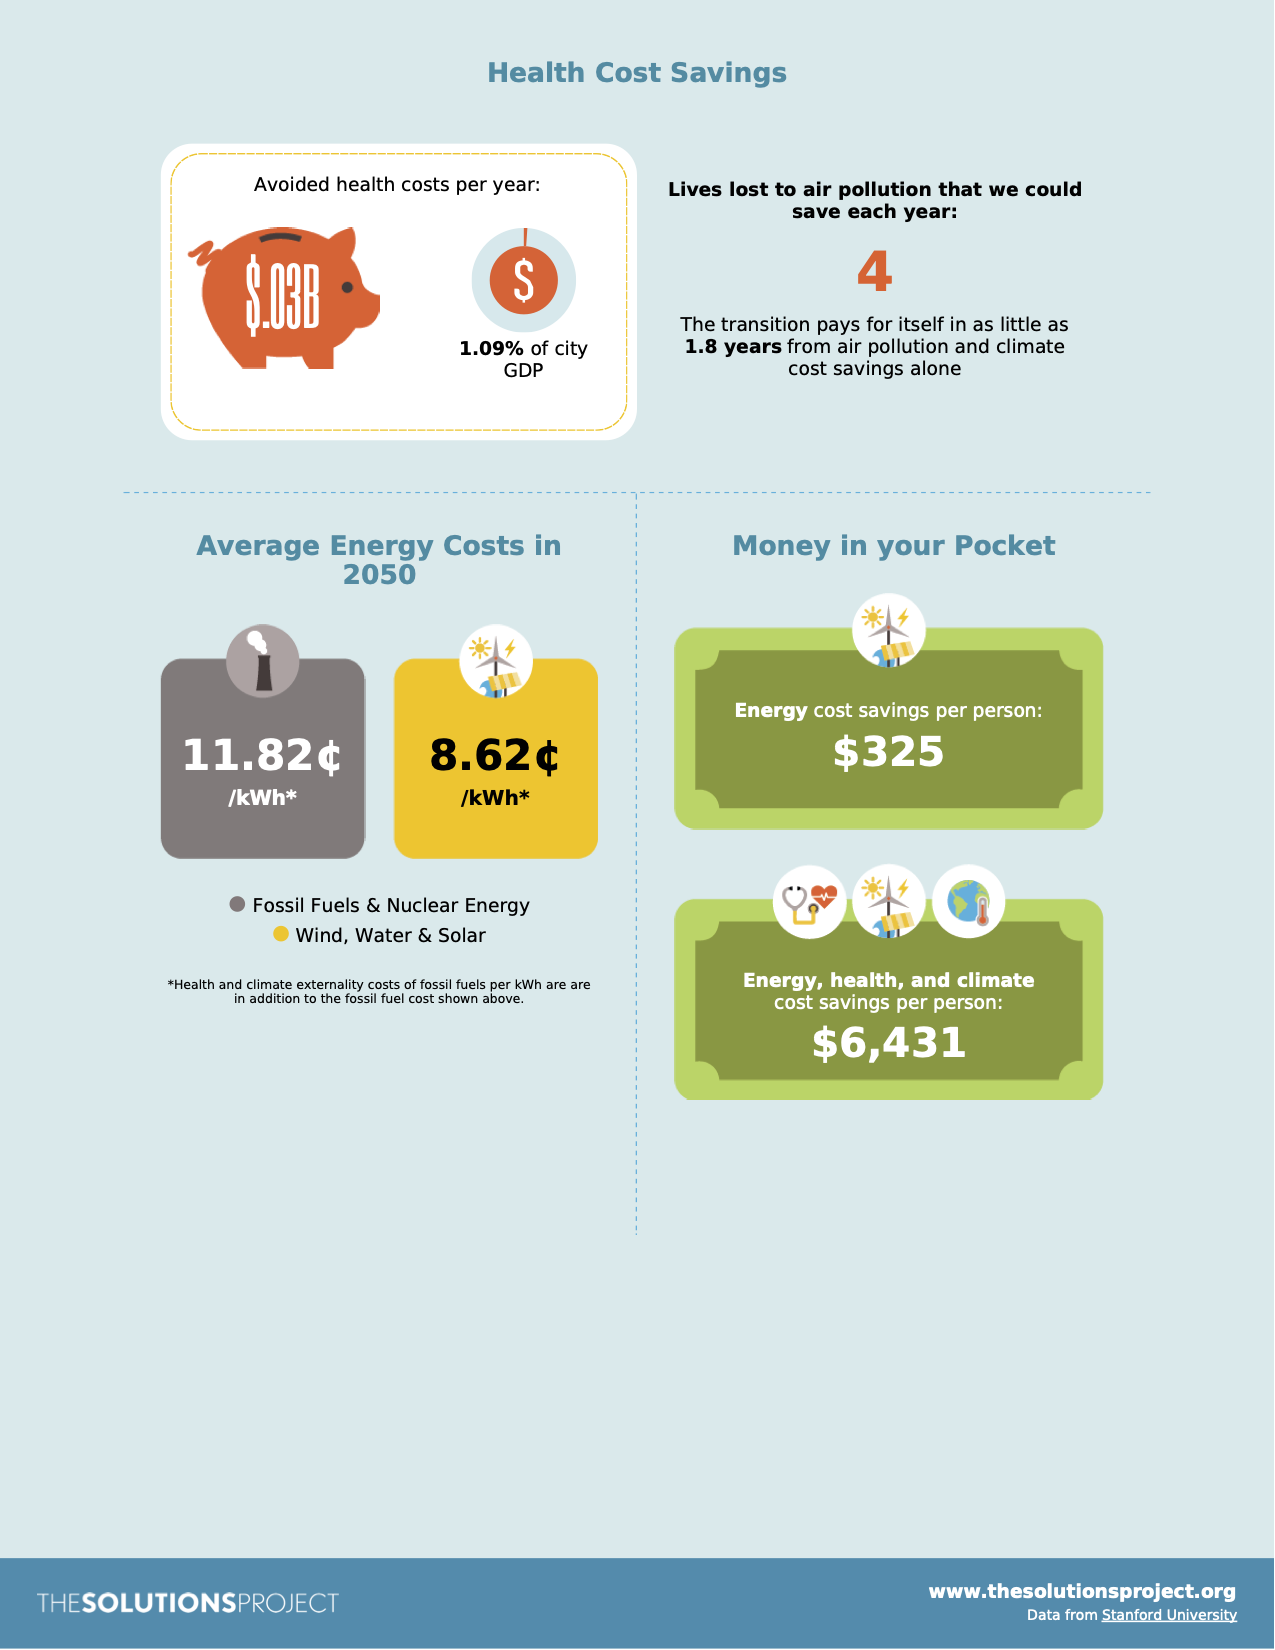 Health Cost Savings
Avoided health costs per year:
$.03B
$
1.09% of city
GDP
Lives lost to air pollution that we could
save each year:
4
The transition pays for itself in as little as
1.8 years from air pollution and climate
cost savings alone
Average Energy Costs in
2050
11.82¢
/kWh*
8.62¢
/kWh*
Fossil Fuels & Nuclear Energy
Wind, Water & Solar
*Health and climate externality costs of fossil fuels per kWh are are
in addition to the fossil fuel cost shown above.
Money in your Pocket
Energy cost savings per person:
$325
Energy, health, and climate
cost savings per person:
$6,431
THESOLUTIONSPROJECT
www.thesolutionsproject.org
Data from Stanford University